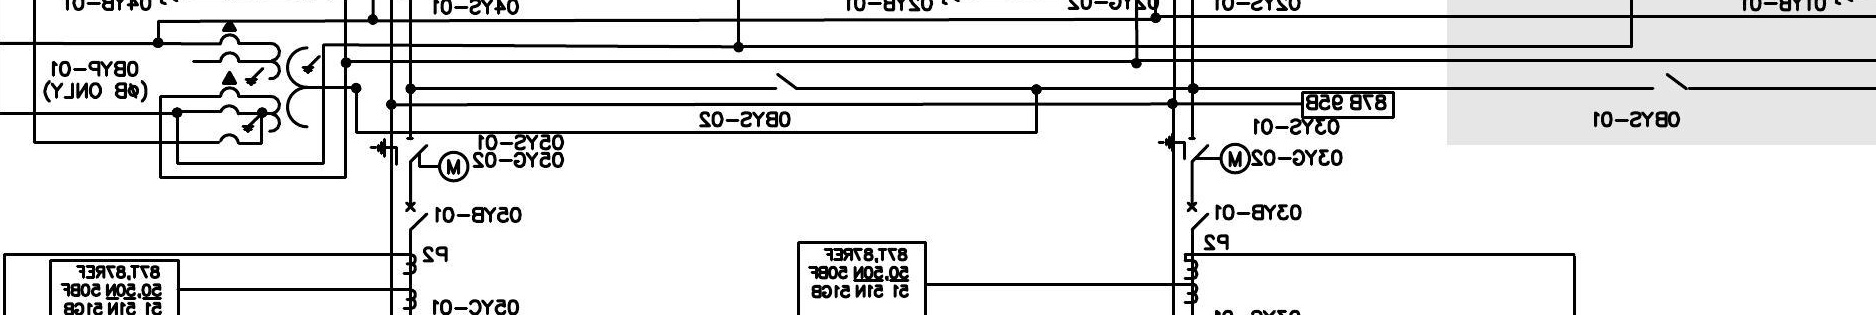 04YB-01
04YS-01
02YB-01
02YG-02
02YS-01
01BY-01
0BYP-01
(ØB ONLY)
0BYS-02
87B 95B
0BYS-01
05YS-01
05YG-02
M
03YS-01
03YG-02
M
05YB-01
03YB-01
P2
P2
87T,87REF
50,50N 50BF
51 51N 51GB
87T,87REF
50,50N 50BF
51 51N 51GB
05YC-01